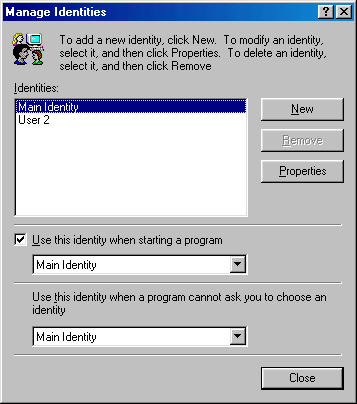 Manage Identities
To add a new identity, click New. To modify an identity,
select it, and then click Properties. To delete an identity,
select it, and then click Remove
Identities:
Main Identity
User 2
New
Remove
Properties
Use this identity when starting a program
Main Identity
Use this identity when a program cannot ask you to choose an
identity
Main Identity
Close